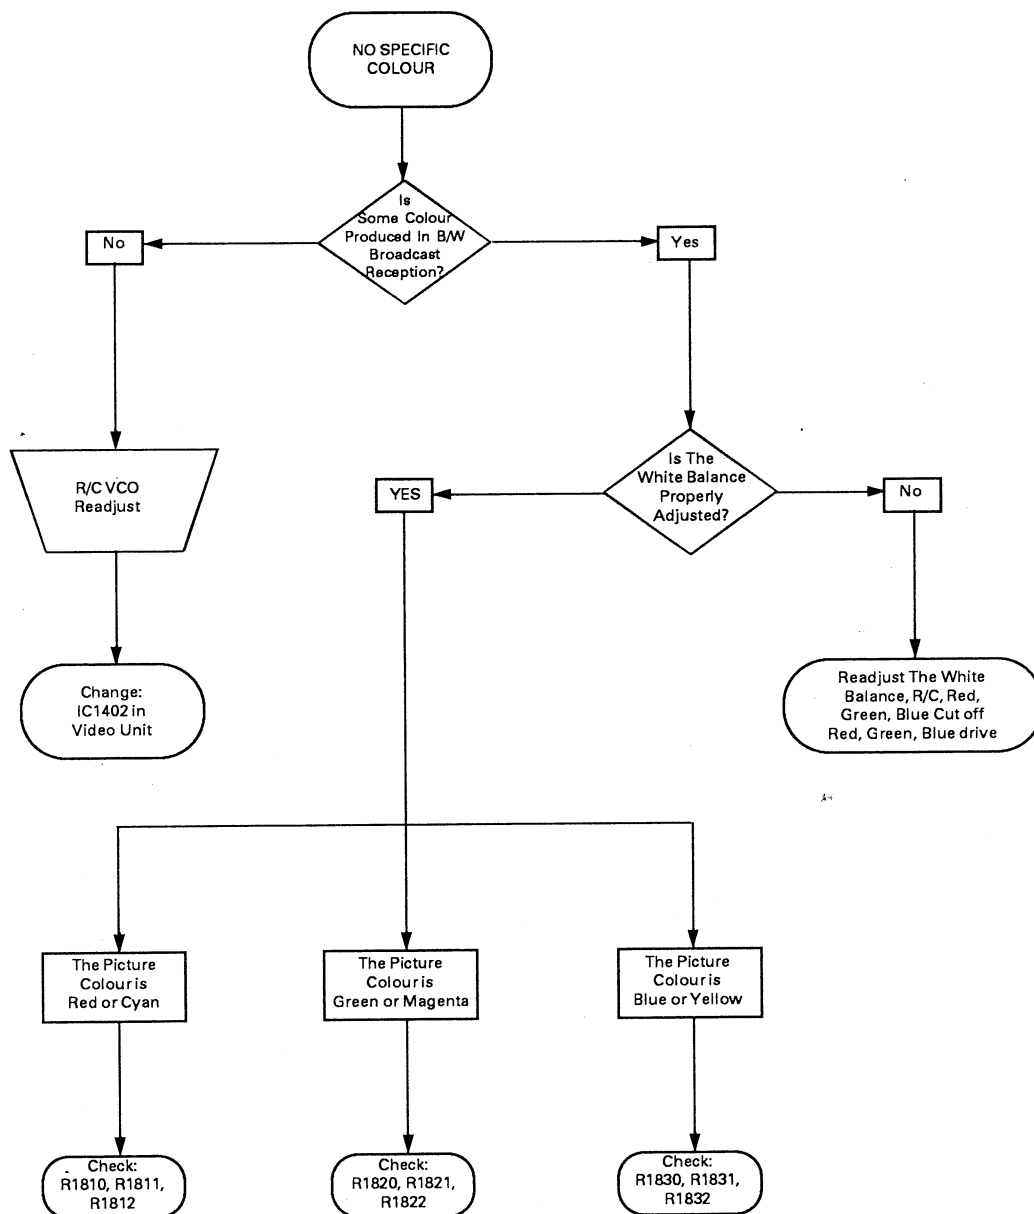 NO SPECIFIC
COLOUR
Is
Some Colour
Produced In B/W
Broadcast
Reception?
No
Yes
R/C VCO
Readjust
YES
Is The
White Balance
Properly
Adjusted?
No
Change:
IC1402 in
Video Unit
Readjust The White
Balance, R/C, Red,
Green, Blue Cut off
Red, Green, Blue drive
The Picture
Colour is
Red or Cyan
The Picture
Colour is
Green or Magenta
The Picture
Colour is
Blue or Yellow
Check:
R1810, R1811,
R1812
Check:
R1820, R1821,
R1822
Check:
R1830, R1831,
R1832